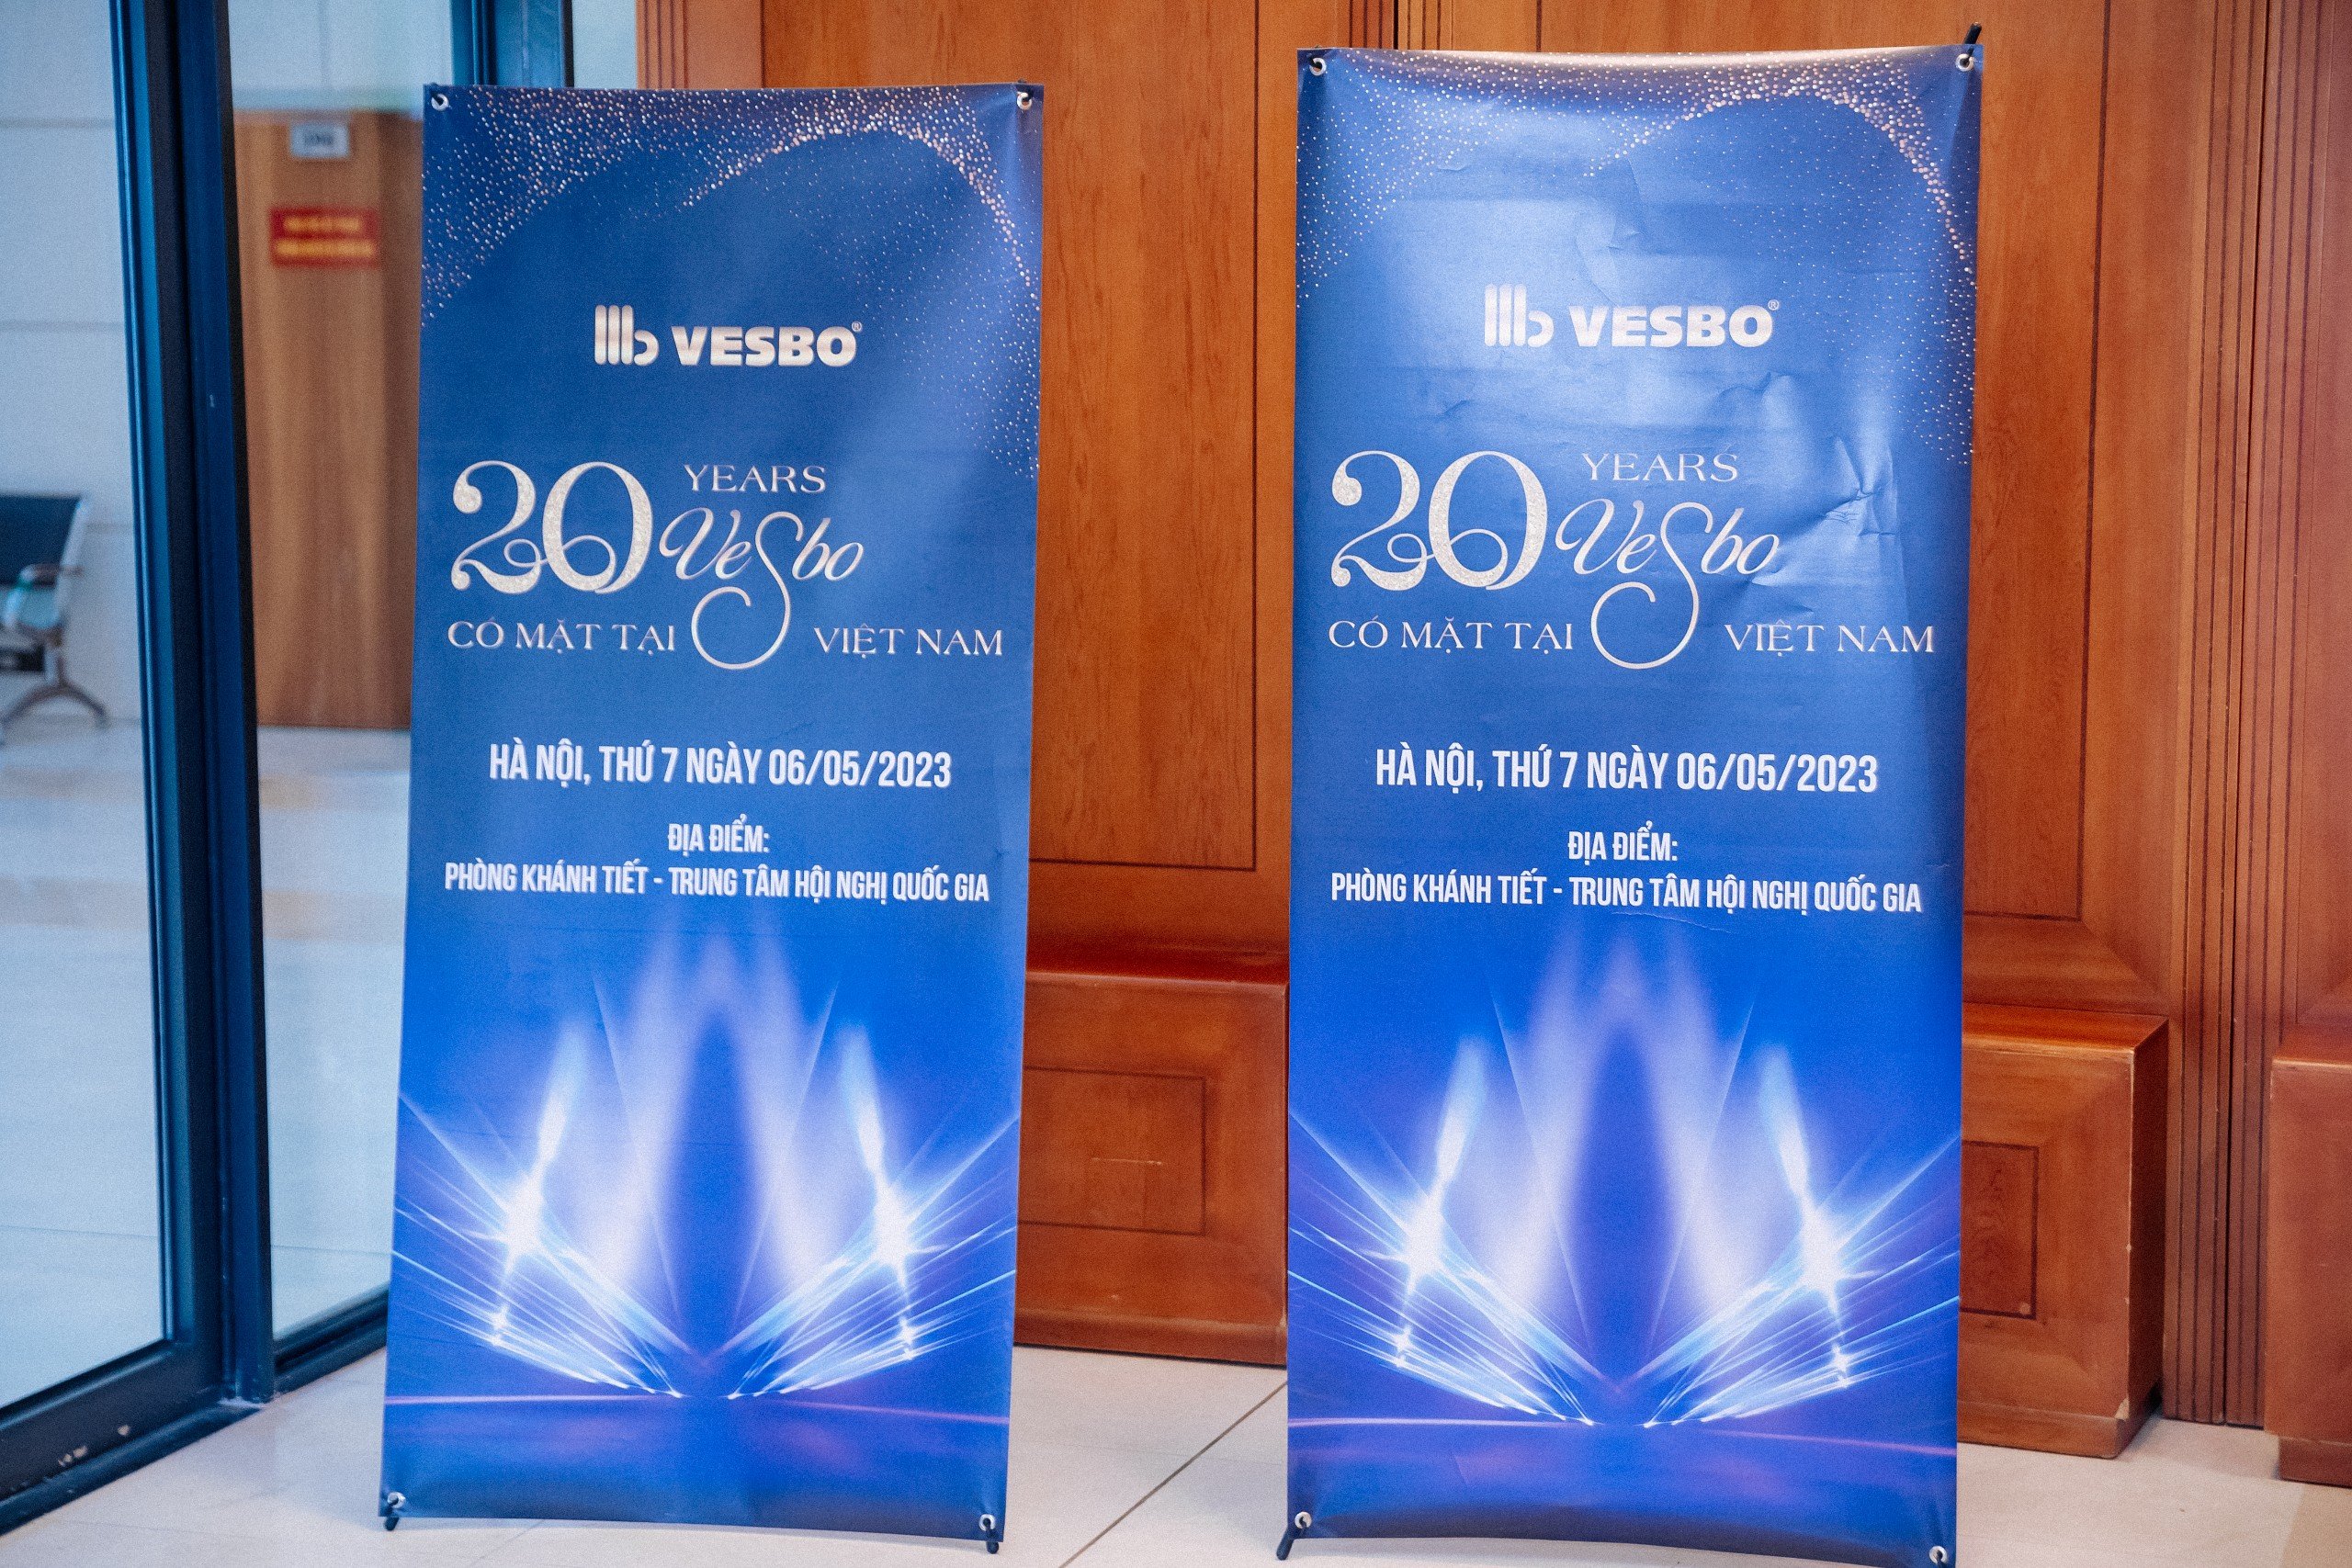 VESBO®
20 YEARS
Vesbo
CÓ MẶT TẠI VIỆT NAM
HÀ NỘI, THỨ 7 NGÀY 06/05/2023
ĐỊA ĐIỂM:
PHÒNG KHÁNH TIẾT - TRUNG TÂM HỘI NGHỊ QUỐC GIA
VESBO®
20 YEARS
Vesbo
CÓ MẶT TẠI VIỆT NAM
HÀ NỘI, THỨ 7 NGÀY 06/05/2023
ĐỊA ĐIỂM:
PHÒNG KHÁNH TIẾT - TRUNG TÂM HỘI NGHỊ QUỐC GIA